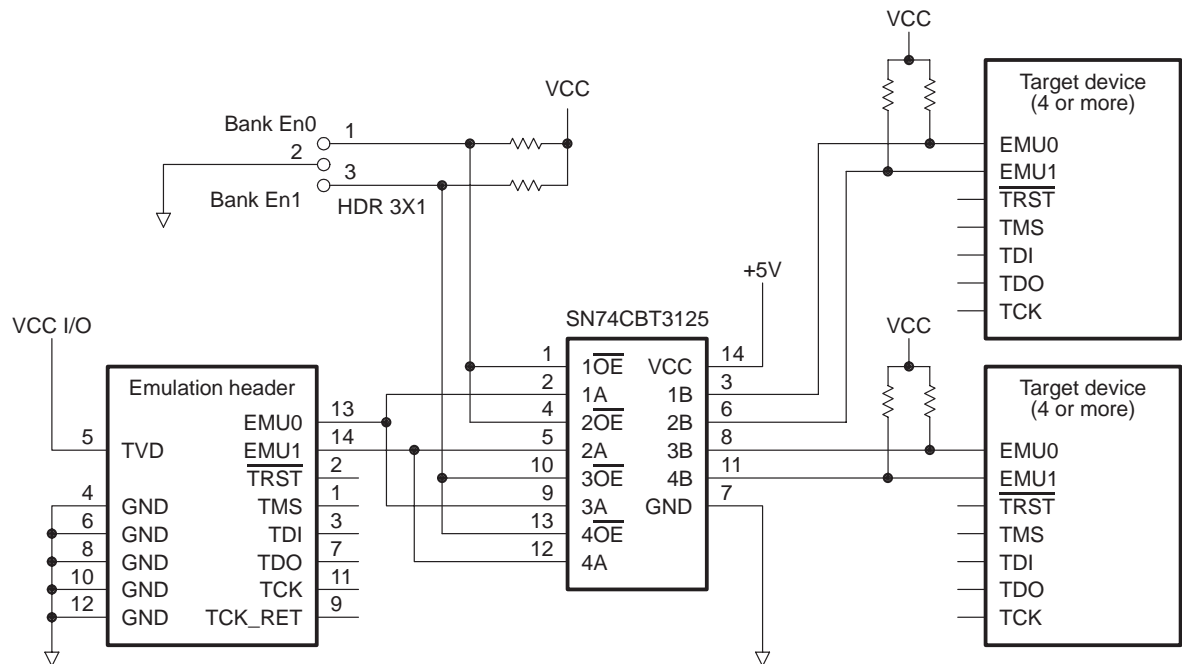 VCC
Target device
(4 or more)
EMU0
EMU1
TRST
TMS
TDI
TDO
TCK
VCC
Bank En0
1
2
3
Bank En1
HDR 3X1
+5V
SN74CBT3125
1 1OE VCC 14
2 1A 1B 3
4 2OE 2B 6
5 2A 3B 8
10 3OE 4B 11
9 3A GND 7
13 4OE
12 4A
VCC I/O
Emulation header
EMU0 13
5 TVD EMU1 14
TRST 2
4 GND TMS 1
6 GND TDI 3
8 GND TDO 7
10 GND TCK 11
12 GND TCK_RET 9
VCC
Target device
(4 or more)
EMU0
EMU1
TRST
TMS
TDI
TDO
TCK